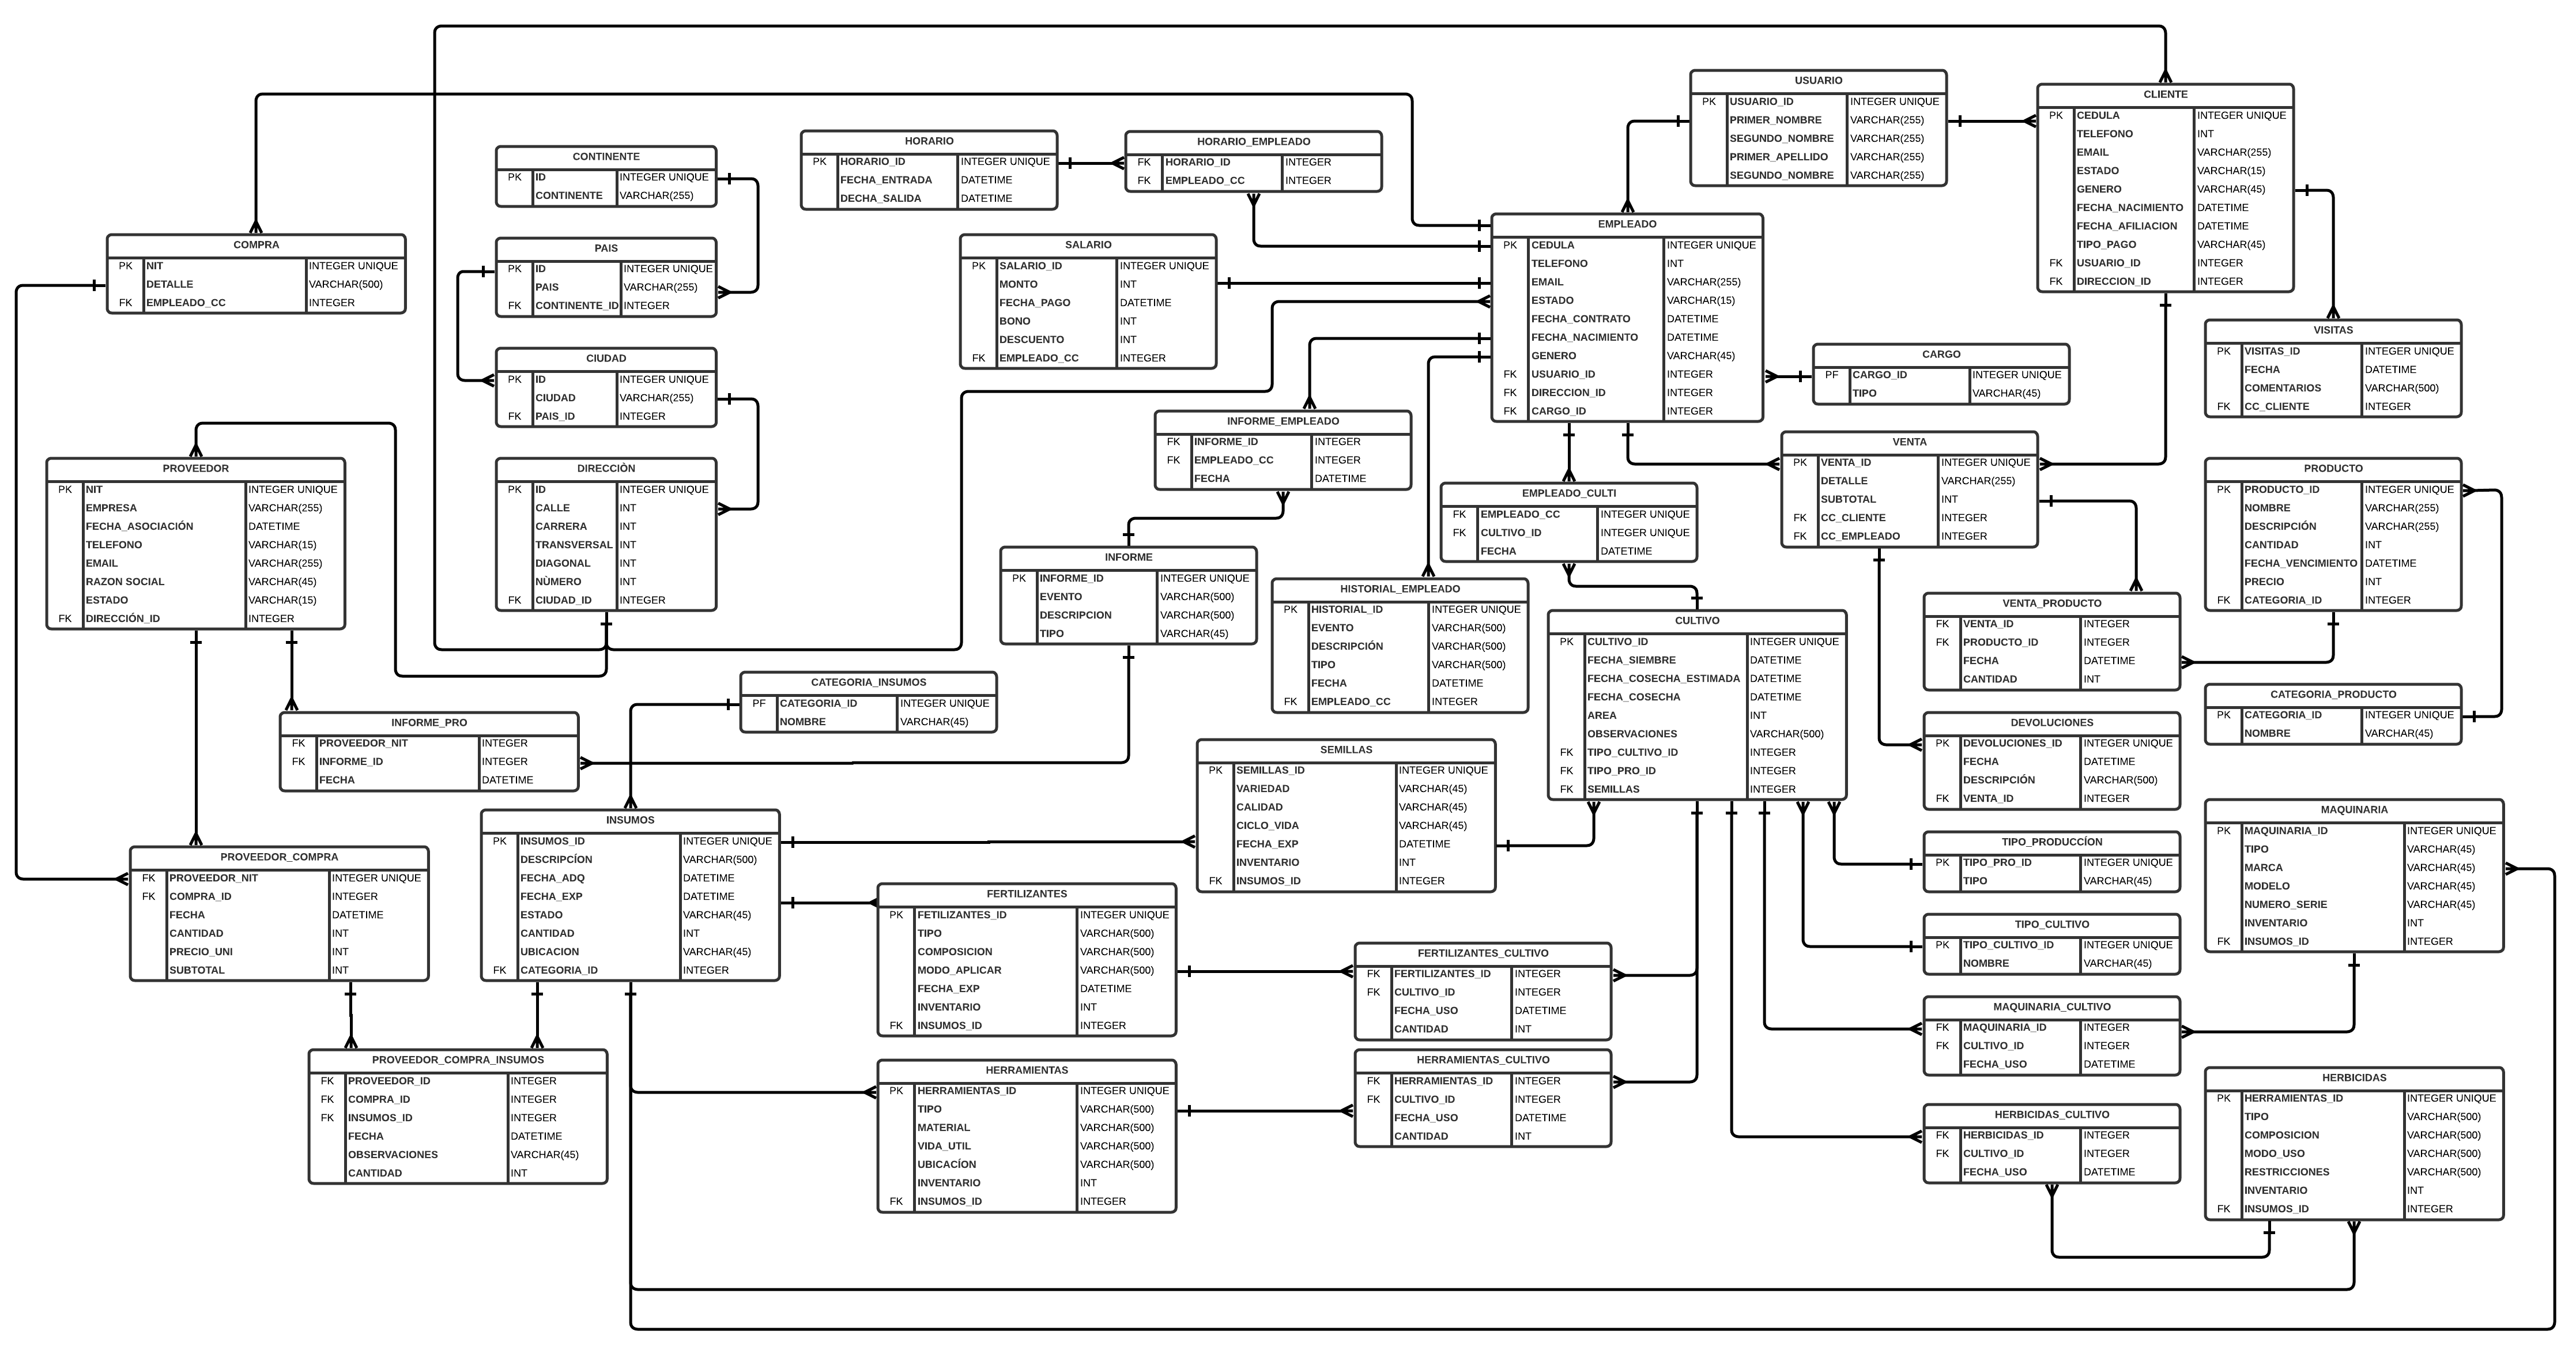 USUARIO
PK USUARIO_ID INTEGER UNIQUE
PRIMER_NOMBRE VARCHAR(255)
SEGUNDO_NOMBRE VARCHAR(255)
PRIMER_APELLIDO VARCHAR(255)
SEGUNDO_NOMBRE VARCHAR(255)
CLIENTE
PK CEDULA INTEGER UNIQUE
TELEFONO INT
EMAIL VARCHAR(255)
ESTADO VARCHAR(15)
GENERO VARCHAR(45)
FECHA_NACIMIENTO DATETIME
FECHA_AFILIACION DATETIME
TIPO_PAGO VARCHAR(45)
FK USUARIO_ID INTEGER
FK DIRECCION_ID INTEGER
CONTINENTE
PK ID INTEGER UNIQUE
CONTINENTE VARCHAR(255)
HORARIO
PK HORARIO_ID INTEGER UNIQUE
FECHA_ENTRADA DATETIME
DECHA_SALIDA DATETIME
HORARIO_EMPLEADO
FK HORARIO_ID INTEGER
FK EMPLEADO_CC INTEGER
COMPRA
PK NIT INTEGER UNIQUE
DETALLE VARCHAR(500)
FK EMPLEADO_CC INTEGER
PAIS
PK ID INTEGER UNIQUE
PAIS VARCHAR(255)
FK CONTINENTE_ID INTEGER
SALARIO
PK SALARIO_ID INTEGER UNIQUE
MONTO INT
FECHA_PAGO DATETIME
BONO INT
DESCUENTO INT
FK EMPLEADO_CC INTEGER
EMPLEADO
PK CEDULA INTEGER UNIQUE
TELEFONO INT
EMAIL VARCHAR(255)
ESTADO VARCHAR(15)
FECHA_CONTRATO DATETIME
FECHA_NACIMIENTO DATETIME
GENERO VARCHAR(45)
FK USUARIO_ID INTEGER
FK DIRECCION_ID INTEGER
FK CARGO_ID INTEGER
CARGO
PF CARGO_ID INTEGER UNIQUE
TIPO VARCHAR(45)
VISITAS
PK VISITAS_ID INTEGER UNIQUE
FECHA DATETIME
COMENTARIOS VARCHAR(500)
FK CC_CLIENTE INTEGER
CIUDAD
PK ID INTEGER UNIQUE
CIUDAD VARCHAR(255)
FK PAIS_ID INTEGER
INFORME_EMPLEADO
FK INFORME_ID INTEGER
FK EMPLEADO_CC INTEGER
FECHA DATETIME
VENTA
PK VENTA_ID INTEGER UNIQUE
DETALLE VARCHAR(255)
SUBTOTAL INT
FK CC_CLIENTE INTEGER
FK CC_EMPLEADO INTEGER
PROVEEDOR
PK NIT INTEGER UNIQUE
EMPRESA VARCHAR(255)
FECHA_ASOCIACIÓN DATETIME
TELEFONO VARCHAR(15)
EMAIL VARCHAR(255)
RAZON SOCIAL VARCHAR(45)
ESTADO VARCHAR(15)
FK DIRECCIÓN_ID INTEGER
DIRECCIÒN
PK ID INTEGER UNIQUE
CALLE INT
CARRERA INT
TRANSVERSAL INT
DIAGONAL INT
NÙMERO INT
FK CIUDAD_ID INTEGER
PRODUCTO
PK PRODUCTO_ID INTEGER UNIQUE
NOMBRE VARCHAR(255)
DESCRIPCIÓN VARCHAR(255)
CANTIDAD INT
FECHA_VENCIMIENTO DATETIME
PRECIO INT
FK CATEGORIA_ID INTEGER
EMPLEADO_CULTI
FK EMPLEADO_CC INTEGER UNIQUE
FK CULTIVO_ID INTEGER UNIQUE
FECHA DATETIME
INFORME
PK INFORME_ID INTEGER UNIQUE
EVENTO VARCHAR(500)
DESCRIPCION VARCHAR(500)
TIPO VARCHAR(45)
HISTORIAL_EMPLEADO
PK HISTORIAL_ID INTEGER UNIQUE
EVENTO VARCHAR(500)
DESCRIPCIÓN VARCHAR(500)
TIPO VARCHAR(500)
FECHA DATETIME
FK EMPLEADO_CC INTEGER
CULTIVO
PK CULTIVO_ID INTEGER UNIQUE
FECHA_SIEMBRE DATETIME
FECHA_COSECHA_ESTIMADA DATETIME
FECHA_COSECHA DATETIME
AREA INT
OBSERVACIONES VARCHAR(500)
FK TIPO_CULTIVO_ID INTEGER
FK TIPO_PRO_ID INTEGER
FK SEMILLAS INTEGER
VENTA_PRODUCTO
FK VENTA_ID INTEGER
FK PRODUCTO_ID INTEGER
FECHA DATETIME
CANTIDAD INT
CATEGORIA_PRODUCTO
PK CATEGORIA_ID INTEGER UNIQUE
FK NOMBRE VARCHAR(45)
CATEGORIA_INSUMOS
PF CATEGORIA_ID INTEGER UNIQUE
NOMBRE VARCHAR(45)
INFORME_PRO
FK PROVEEDOR_NIT INTEGER
FK INFORME_ID INTEGER
FECHA DATETIME
DEVOLUCIONES
PK DEVOLUCIONES_ID INTEGER UNIQUE
FECHA DATETIME
DESCRIPCIÓN VARCHAR(500)
FK VENTA_ID INTEGER
SEMILLAS
PK SEMILLAS_ID INTEGER UNIQUE
VARIEDAD VARCHAR(45)
CALIDAD VARCHAR(45)
CICLO_VIDA VARCHAR(45)
FECHA_EXP DATETIME
INVENTARIO INT
FK INSUMOS_ID INTEGER
INSUMOS
PK INSUMOS_ID INTEGER UNIQUE
DESCRIPCÍON VARCHAR(500)
FECHA_ADQ DATETIME
FECHA_EXP DATETIME
ESTADO VARCHAR(45)
CANTIDAD INT
UBICACION VARCHAR(45)
FK CATEGORIA_ID INTEGER
MAQUINARIA
PK MAQUINARIA_ID INTEGER UNIQUE
TIPO VARCHAR(45)
MARCA VARCHAR(45)
MODELO VARCHAR(45)
NUMERO_SERIE VARCHAR(45)
INVENTARIO INT
FK INSUMOS_ID INTEGER
TIPO_PRODUCCÍON
PK TIPO_PRO_ID INTEGER UNIQUE
TIPO VARCHAR(45)
PROVEEDOR_COMPRA
FK PROVEEDOR_NIT INTEGER UNIQUE
FK COMPRA_ID INTEGER
FECHA DATETIME
CANTIDAD INT
PRECIO_UNI INT
SUBTOTAL INT
FERTILIZANTES
PK FETILIZANTES_ID INTEGER UNIQUE
TIPO VARCHAR(500)
COMPOSICION VARCHAR(500)
MODO_APLICAR VARCHAR(500)
FECHA_EXP DATETIME
INVENTARIO INT
FK INSUMOS_ID INTEGER
TIPO_CULTIVO
PK TIPO_CULTIVO_ID INTEGER UNIQUE
NOMBRE VARCHAR(45)
FERTILIZANTES_CULTIVO
FK FERTILIZANTES_ID INTEGER
FK CULTIVO_ID INTEGER
FECHA_USO DATETIME
CANTIDAD INT
MAQUINARIA_CULTIVO
FK MAQUINARIA_ID INTEGER
FK CULTIVO_ID INTEGER
FECHA_USO DATETIME
PROVEEDOR_COMPRA_INSUMOS
FK PROVEEDOR_ID INTEGER
FK COMPRA_ID INTEGER
FK INSUMOS_ID INTEGER
FECHA DATETIME
OBSERVACIONES VARCHAR(45)
CANTIDAD INT
HERRAMIENTAS
PK HERRAMIENTAS_ID INTEGER UNIQUE
TIPO VARCHAR(500)
MATERIAL VARCHAR(500)
VIDA_UTIL VARCHAR(500)
UBICACÍON VARCHAR(500)
INVENTARIO INT
FK INSUMOS_ID INTEGER
HERRAMIENTAS_CULTIVO
FK HERRAMIENTAS_ID INTEGER
FK CULTIVO_ID INTEGER
FECHA_USO DATETIME
CANTIDAD INT
HERBICIDAS
PK HERRAMIENTAS_ID INTEGER UNIQUE
TIPO VARCHAR(500)
COMPOSICION VARCHAR(500)
MODO_USO VARCHAR(500)
RESTRICCIONES VARCHAR(500)
INVENTARIO INT
FK INSUMOS_ID INTEGER
HERBICIDAS_CULTIVO
FK HERBICIDAS_ID INTEGER
FK CULTIVO_ID INTEGER
FECHA_USO DATETIME